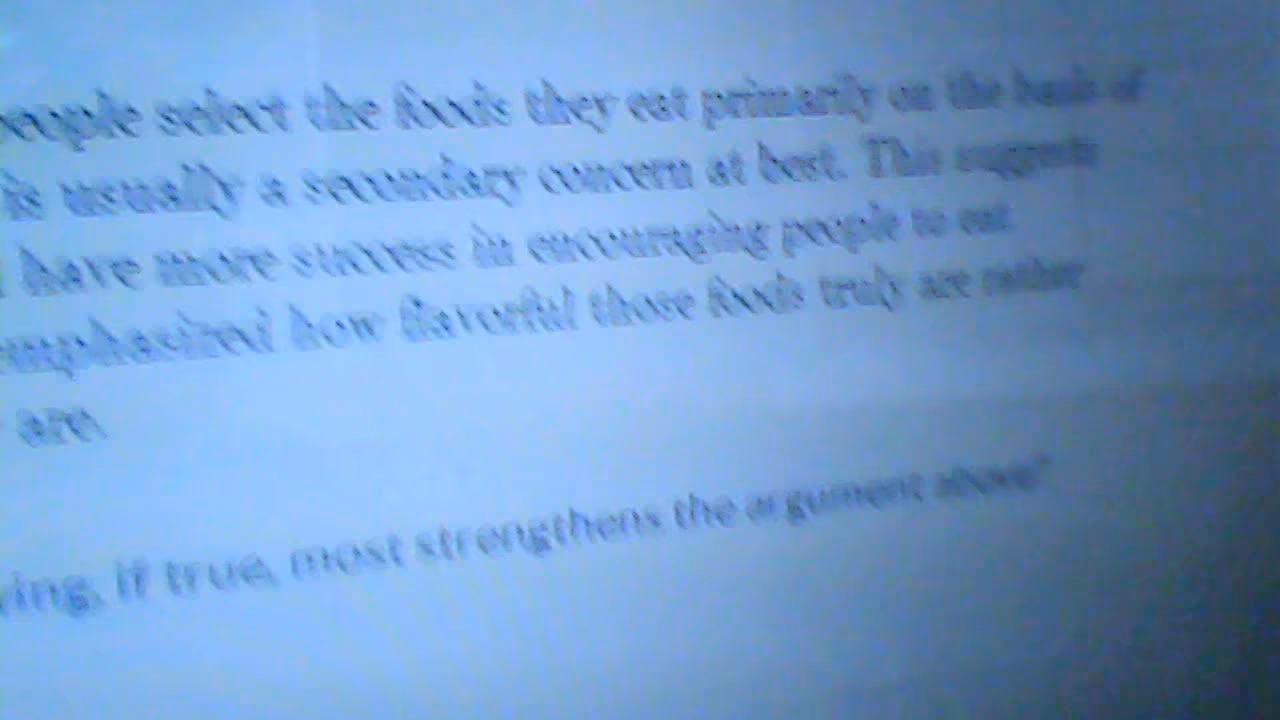 people select the foods they eat primarily on the basis of
is usually a secondary concern at best. This suggests
have more success in encouraging people to eat
emphasized how flavorful those foods truly are rather
are.
if true, most strengthens the argument above?